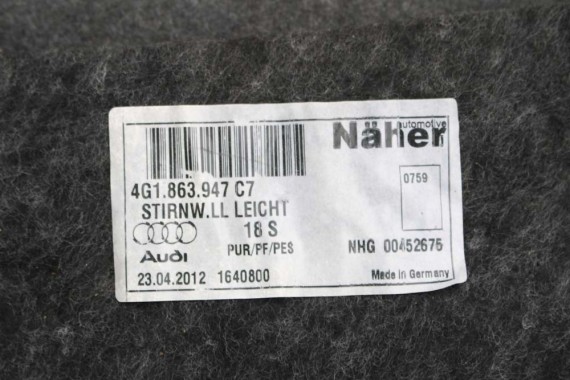 automotive
Näher
4G1.863.947 C7
0759
STIRNW.LL LEICHT
18 S
PUR/PF/PES
NHG 00452675
Audi
23.04.2012 1640800
Made in Germany